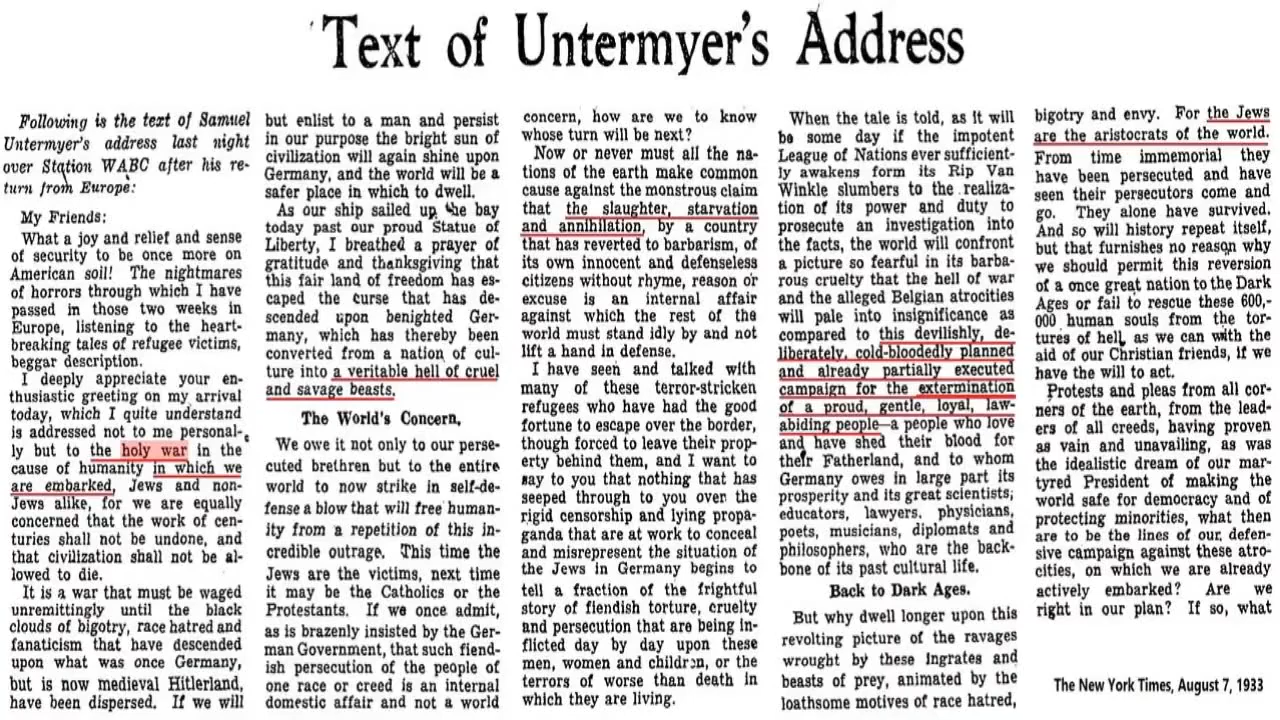 Text of Untermyer's Address
Following is the text of Samuel
Untermyer's address last night
over Station WABC after his re-
turn from Europe:
My Friends:
What a joy and relief and sense
of security to be once more on
American soil! The nightmares
of horrors through which I have
passed in those two weeks in
Europe, listening to the heart-
breaking tales of refugee victims,
beggar description.
I deeply appreciate your en-
thusiastic greeting on my arrival
today, which I quite understand
is addressed not to me personal-
ly but to the holy war in the
cause of humanity in which we
are embarked, Jews and non-
Jews alike, for we are equally
concerned that the work of cen-
turies shall not be undone, and
that civilization shall not be al-
lowed to die.
It is a war that must be waged
unremittingly until the black
clouds of bigotry, race hatred and
fanaticism that have descended
upon what was once Germany,
but is now medieval Hitlerland,
have been dispersed. If we will
but enlist to a man and persist
in our purpose the bright sun of
civilization will again shine upon
Germany, and the world will be a
safer place in which to dwell.
As our ship sailed up the bay
today past our proud Statue of
Liberty, I breathed a prayer of
gratitude and thanksgiving that
this fair land of freedom has es-
caped the curse that has de-
scended upon benighted Ger-
many, which has thereby been
converted from a nation of cul-
ture into a veritable hell of cruel
and savage beasts.
The World's Concern.
We owe it not only to our perse-
cuted brethren but to the entire
world to now strike in self-de-
fense a blow that will free human-
ity from a repetition of this in-
credible outrage. This time the
Jews are the victims, next time
it may be the Catholics or the
Protestants. If we once admit,
as is brazenly insisted by the Ger-
man Government, that such fiend-
ish persecution of the people of
one race or creed is an internal
domestic affair and not a world
concern, how are we to know
whose turn will be next?
Now or never must all the na-
tions of the earth make common
cause against the monstrous claim
that the slaughter, starvation
and annihilation, by a country
that has reverted to barbarism, of
its own innocent and defenseless
citizens without rhyme, reason or
excuse is an internal affair
against which the rest of the
world must stand idly by and not
lift a hand in defense.
I have seen and talked with
many of these terror-stricken
refugees who have had the good
fortune to escape over the border,
though forced to leave their prop-
erty behind them, and I want to
say to you that nothing that has
seeped through to you over the
rigid censorship and lying propa-
ganda that are at work to conceal
and misrepresent the situation of
the Jews in Germany begins to
tell a fraction of the frightful
story of fiendish torture, cruelty
and persecution that are being in-
flicted day by day upon these
men, women and children, or the
terrors of worse than death in
which they are living.
When the tale is told, as it will
be some day if the impotent
League of Nations ever sufficient-
ly awakens form its Rip Van
Winkle slumbers to the realiza-
tion of its power and duty to
prosecute an investigation into
the facts, the world will confront
a picture so fearful in its barba-
rous cruelty that the hell of war
and the alleged Belgian atrocities
will pale into insignificance as
compared to this devilishly, de-
liberately, cold-bloodedly planned
and already partially executed
campaign for the extermination
of a proud, gentle, loyal, law-
abiding people—a people who love
and have shed their blood for
their Fatherland, and to whom
Germany owes in large part its
prosperity and its great scientists,
educators, lawyers, physicians,
poets, musicians, diplomats and
philosophers, who are the back-
bone of its past cultural life.
Back to Dark Ages.
But why dwell longer upon this
revolting picture of the ravages
wrought by these ingrates and
beasts of prey, animated by the
loathsome motives of race hatred,
bigotry and envy. For the Jews
are the aristocrats of the world.
From time immemorial they
have been persecuted and have
seen their persecutors come and
go. They alone have survived.
And so will history repeat itself,
but that furnishes no reason why
we should permit this reversion
of a once great nation to the Dark
Ages or fail to rescue these 600,-
000 human souls from the tor-
tures of hell as we can with the
aid of our Christian friends, if we
have the will to act.
Protests and pleas from all cor-
ners of the earth, from the lead-
ers of all creeds, having proven
as vain and unavailing, as was
the idealistic dream of our mar-
tyred President of making the
world safe for democracy and of
protecting minorities, what then
are to be the lines of our defen-
sive campaign against these atro-
cities, on which we are already
actively embarked? Are we
right in our plan? If so, what
The New York Times, August 7, 1933